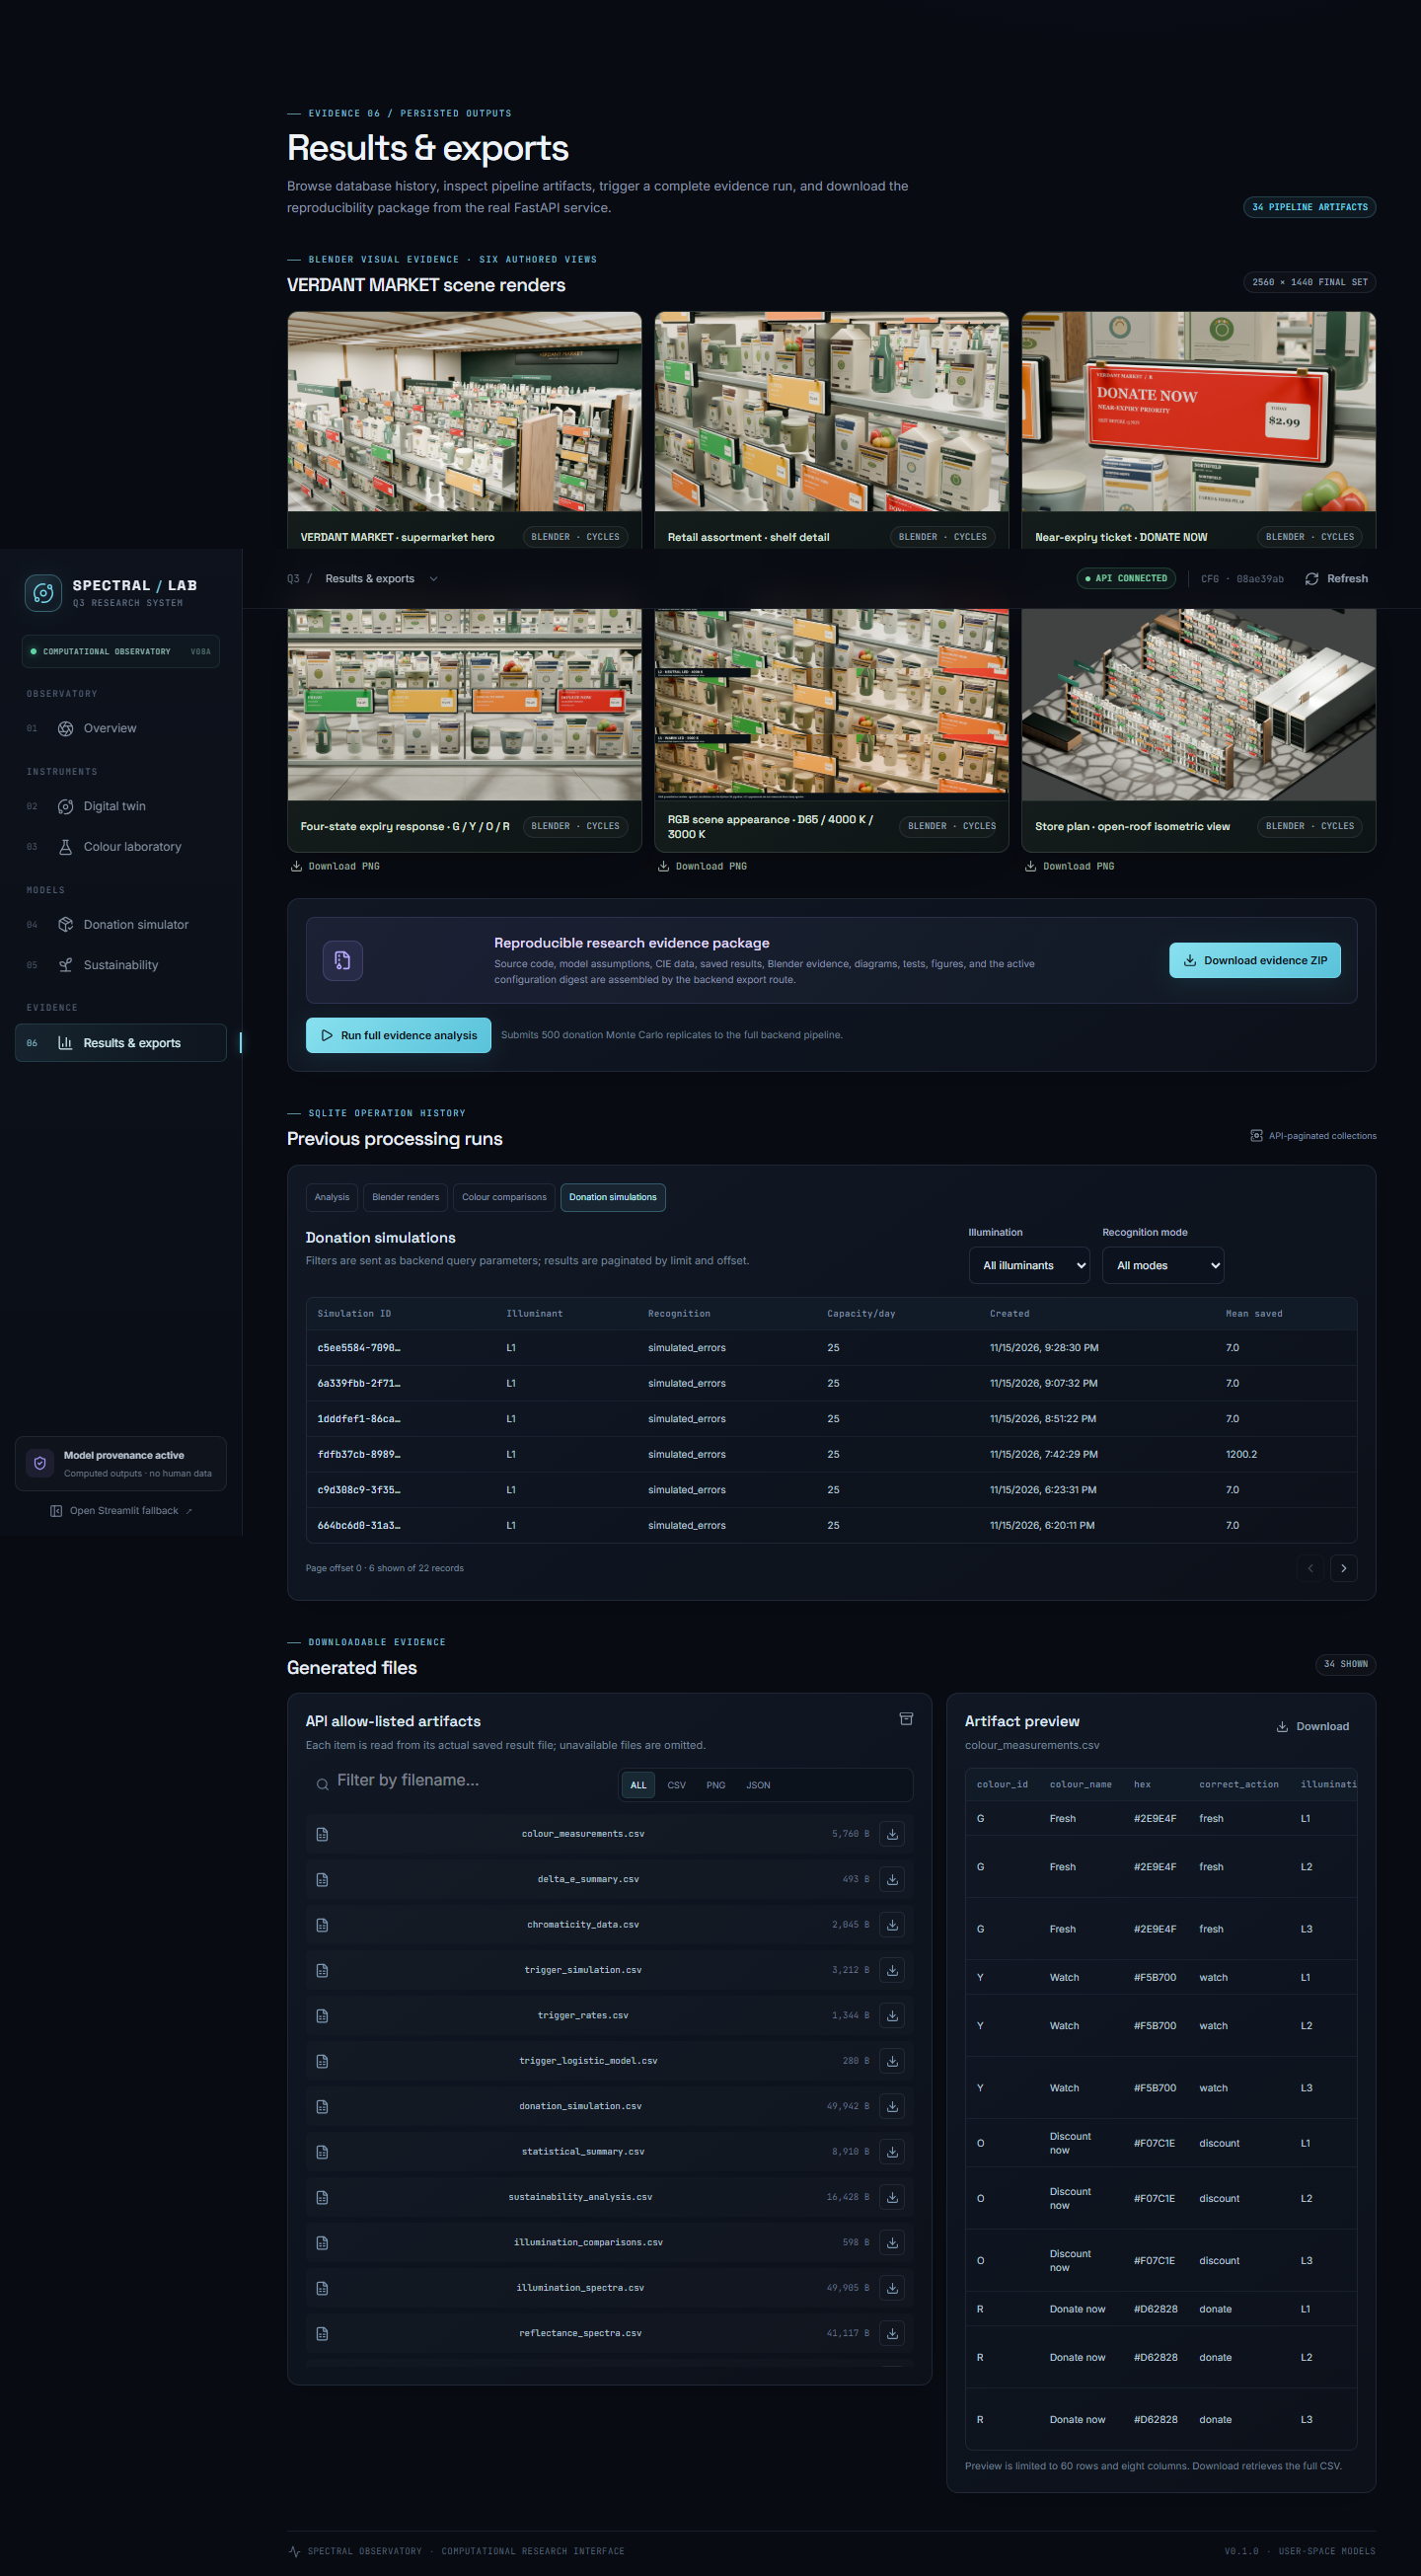 EVIDENCE 06 / PERSISTED OUTPUTS
Results & exports
Browse database history, inspect pipeline artifacts, trigger a complete evidence run, and download the
reproducibility package from the real FastAPI service.
34 PIPELINE ARTIFACTS
BLENDER VISUAL EVIDENCE · SIX AUTHORED VIEWS
VERDANT MARKET scene renders
2560 × 1440 FINAL SET
VERDANT MARKET
VERDANT MARKET / R
DONATE NOW
NEAR-EXPIRY PRIORITY
TODAY
$2.99
NORTHFIELD
VERDANT MARKET · supermarket hero
BLENDER · CYCLES
Retail assortment · shelf detail
BLENDER · CYCLES
Near-expiry ticket · DONATE NOW
BLENDER · CYCLES
SPECTRAL / LAB
Q3 RESEARCH SYSTEM
Q3 / Results & exports
API CONNECTED
CFG · 08ae39ab
Refresh
COMPUTATIONAL OBSERVATORY V08A
OBSERVATORY
01 Overview
INSTRUMENTS
02 Digital twin
03 Colour laboratory
MODELS
04 Donation simulator
05 Sustainability
EVIDENCE
06 Results & exports
Model provenance active
Computed outputs · no human data
Open Streamlit fallback ↗
Four-state expiry response · G / Y / O / R
BLENDER · CYCLES
RGB scene appearance · D65 / 4000 K /
3000 K
BLENDER · CYCLES
Store plan · open-roof isometric view
BLENDER · CYCLES
Download PNG
Download PNG
Download PNG
Reproducible research evidence package
Source code, model assumptions, CIE data, saved results, Blender evidence, diagrams, tests, figures, and the active
configuration digest are assembled by the backend export route.
Download evidence ZIP
Run full evidence analysis
Submits 500 donation Monte Carlo replicates to the full backend pipeline.
SQLITE OPERATION HISTORY
Previous processing runs
API-paginated collections
Analysis Blender renders Colour comparisons Donation simulations
Donation simulations
Filters are sent as backend query parameters; results are paginated by limit and offset.
Illumination
All illuminants
Recognition mode
All modes
Simulation ID Illuminant Recognition Capacity/day Created Mean saved
c5ee5584-7090… L1 simulated_errors 25 11/15/2026, 9:28:30 PM 7.0
6a339fbb-2f71… L1 simulated_errors 25 11/15/2026, 9:07:32 PM 7.0
1dddfef1-86ca… L1 simulated_errors 25 11/15/2026, 8:51:22 PM 7.0
fdfb37cb-8989… L1 simulated_errors 25 11/15/2026, 7:42:29 PM 1200.2
c9d308c9-3f35… L1 simulated_errors 25 11/15/2026, 6:23:31 PM 7.0
664bc6d0-31a3… L1 simulated_errors 25 11/15/2026, 6:20:11 PM 7.0
Page offset 0 · 6 shown of 22 records
DOWNLOADABLE EVIDENCE
Generated files
34 SHOWN
API allow-listed artifacts
Each item is read from its actual saved result file; unavailable files are omitted.
Filter by filename...
ALL CSV PNG JSON
colour_measurements.csv 5,760 B
delta_e_summary.csv 493 B
chromaticity_data.csv 2,045 B
trigger_simulation.csv 3,212 B
trigger_rates.csv 1,344 B
trigger_logistic_model.csv 280 B
donation_simulation.csv 49,942 B
statistical_summary.csv 8,910 B
sustainability_analysis.csv 16,428 B
illumination_comparisons.csv 598 B
illumination_spectra.csv 49,905 B
reflectance_spectra.csv 41,117 B
Artifact preview
colour_measurements.csv
Download
colour_id colour_name hex correct_action illuminati
G Fresh #2E9E4F fresh L1
G Fresh #2E9E4F fresh L2
G Fresh #2E9E4F fresh L3
Y Watch #F5B700 watch L1
Y Watch #F5B700 watch L2
Y Watch #F5B700 watch L3
O Discount now #F07C1E discount L1
O Discount now #F07C1E discount L2
O Discount now #F07C1E discount L3
R Donate now #D62828 donate L1
R Donate now #D62828 donate L2
R Donate now #D62828 donate L3
Preview is limited to 60 rows and eight columns. Download retrieves the full CSV.
SPECTRAL OBSERVATORY · COMPUTATIONAL RESEARCH INTERFACE
V0.1.0 · USER-SPACE MODELS